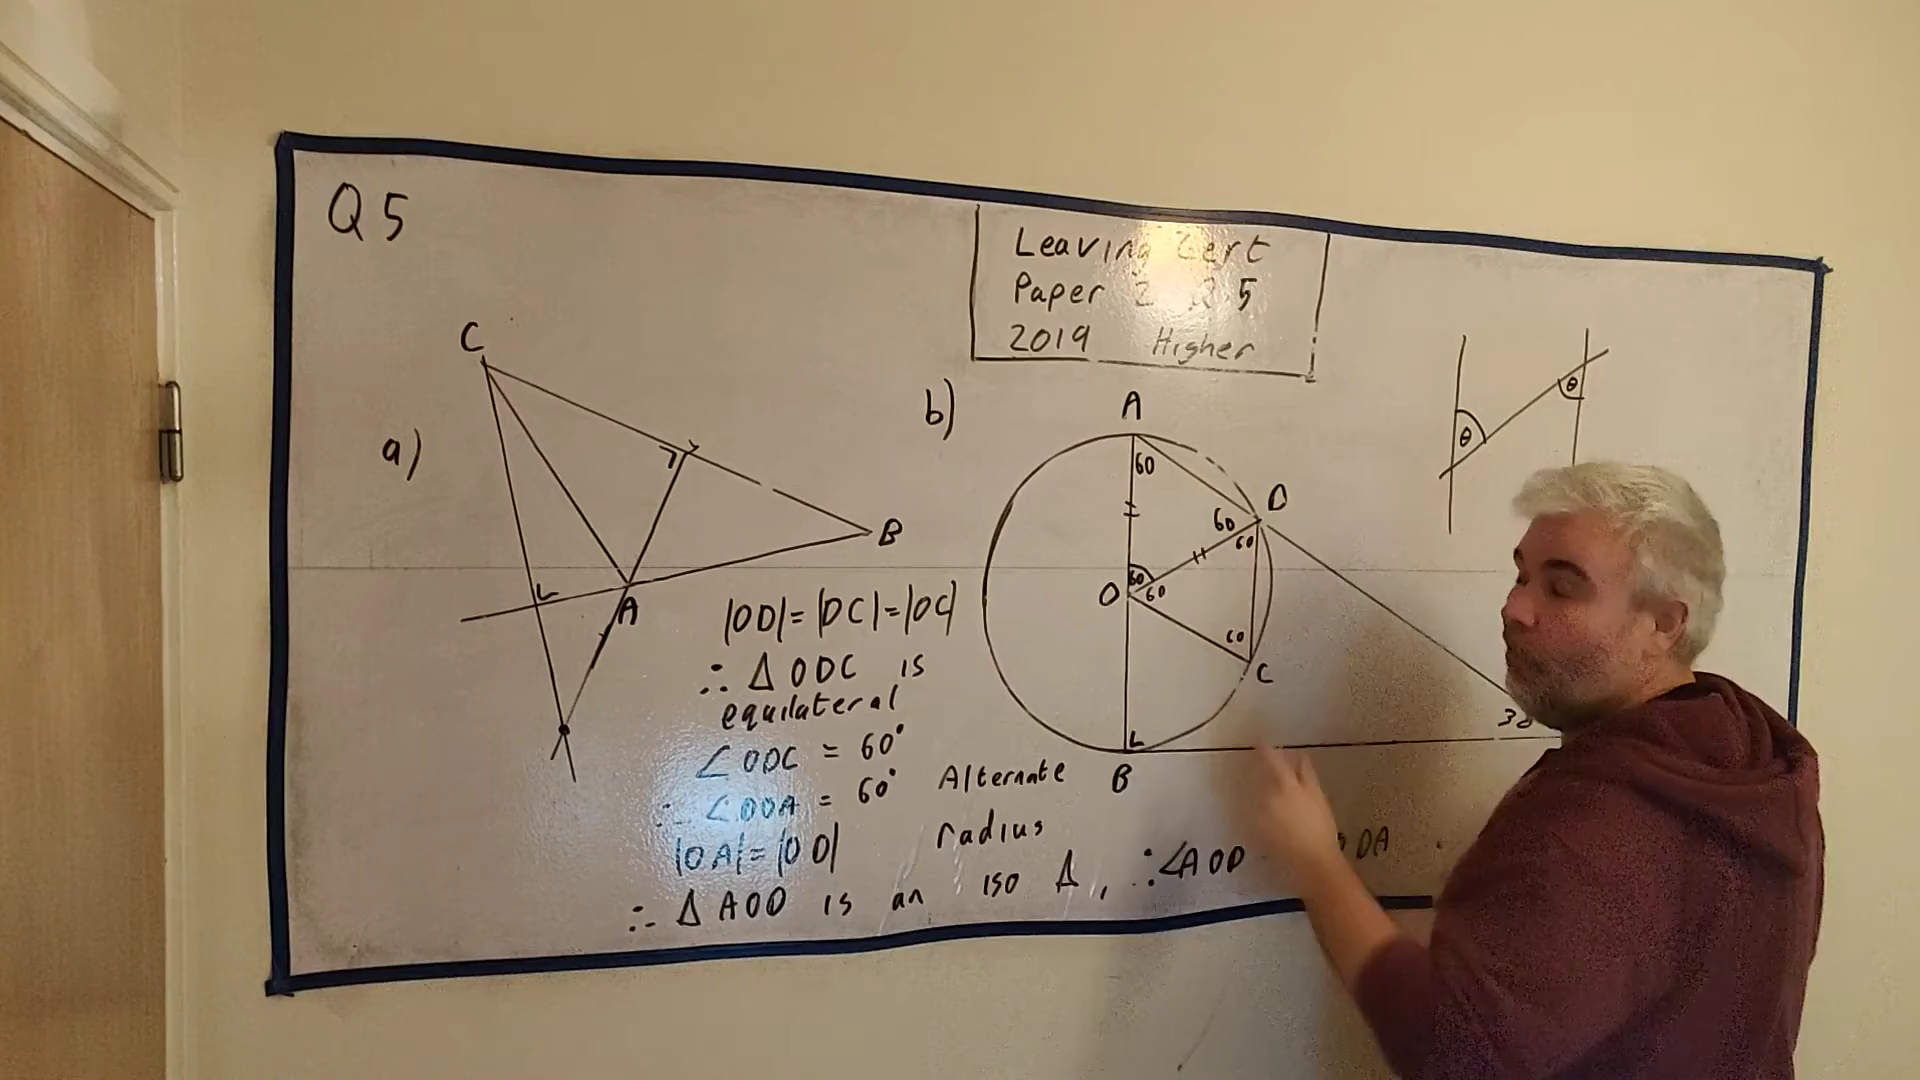 Q5
Leaving Cert
Paper 2 Q5
2019 Higher
a)
C
B
A
b)
A
60
D
60
60
60
O
60
60
C
B
30
θ
θ
|OD|=|DC|=|OC|
∴ Δ ODC is
equilateral
∠ODC = 60°
∴ ∠DOA = 60° Alternate
|OA|=|OD| radius
∴ Δ AOD is an iso Δ, ∴ ∠AOD